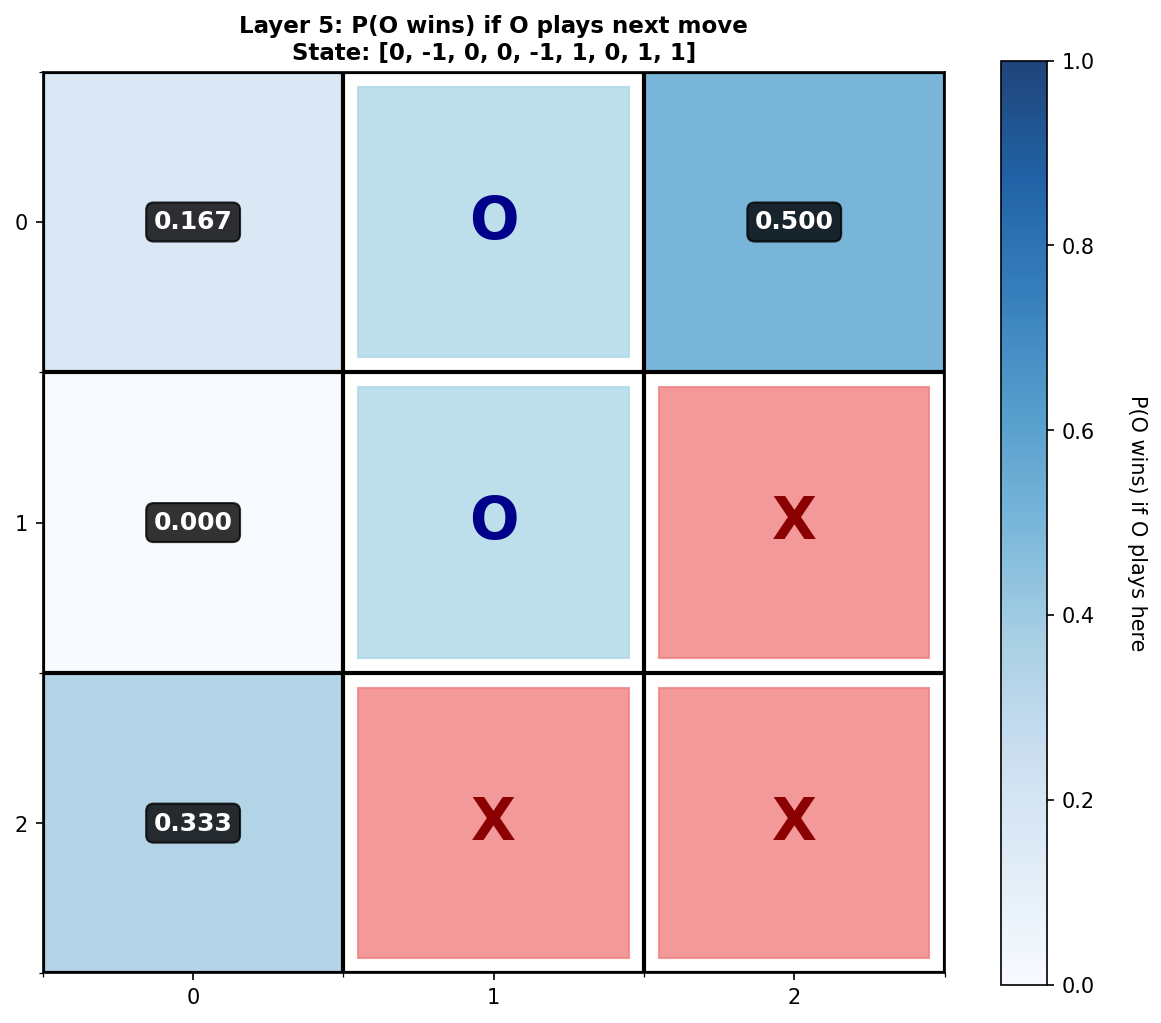 Layer 5: P(O wins) if O plays next move
State: [0, -1, 0, 0, -1, 1, 0, 1, 1]
0.167 O 0.500
0.000 O X
0.333 X X
0
1
2
0 1 2
1.0
0.8
0.6
0.4
0.2
0.0
P(O wins) if O plays here